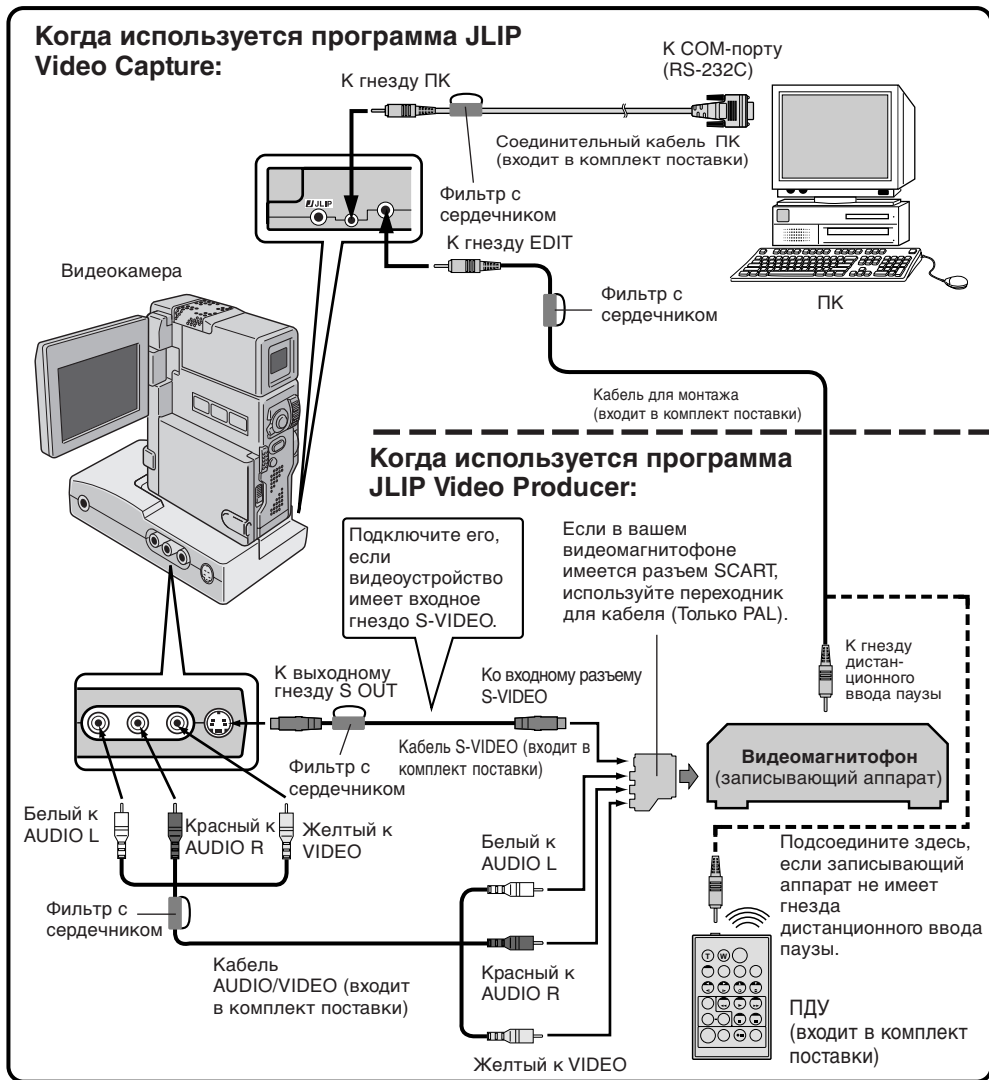 Когда используется программа JLIP
Video Capture:
К COM-порту
(RS-232C)
К гнезду ПК
Соединительный кабель ПК
(входит в комплект поставки)
Фильтр с
сердечником
JLIP
К гнезду EDIT
Видеокамера
Фильтр с
сердечником
ПК
Кабель для монтажа
(входит в комплект поставки)
Когда используется программа
JLIP Video Producer:
Подключите его,
если
видеоустройство
имеет входное
гнездо S-VIDEO.
Если в вашем
видеомагнитофоне
имеется разъем SCART,
используйте переходник
для кабеля (Только PAL).
К гнезду
дистан-
ционного
ввода паузы
К выходному
гнезду S OUT
Ко входному разъему
S-VIDEO
Кабель S-VIDEO (входит в
комплект поставки)
Фильтр с
сердечником
Видеомагнитофон
(записывающий аппарат)
Белый к
AUDIO L
Красный к
AUDIO R
Желтый к
VIDEO
Белый к
AUDIO L
Подсоедините здесь,
если записывающий
аппарат не имеет
гнезда
дистанционного ввода
паузы.
Фильтр с
сердечником
Кабель
AUDIO/VIDEO (входит
в комплект поставки)
Красный к
AUDIO R
T W
ПДУ
(входит в комплект
поставки)
Желтый к VIDEO